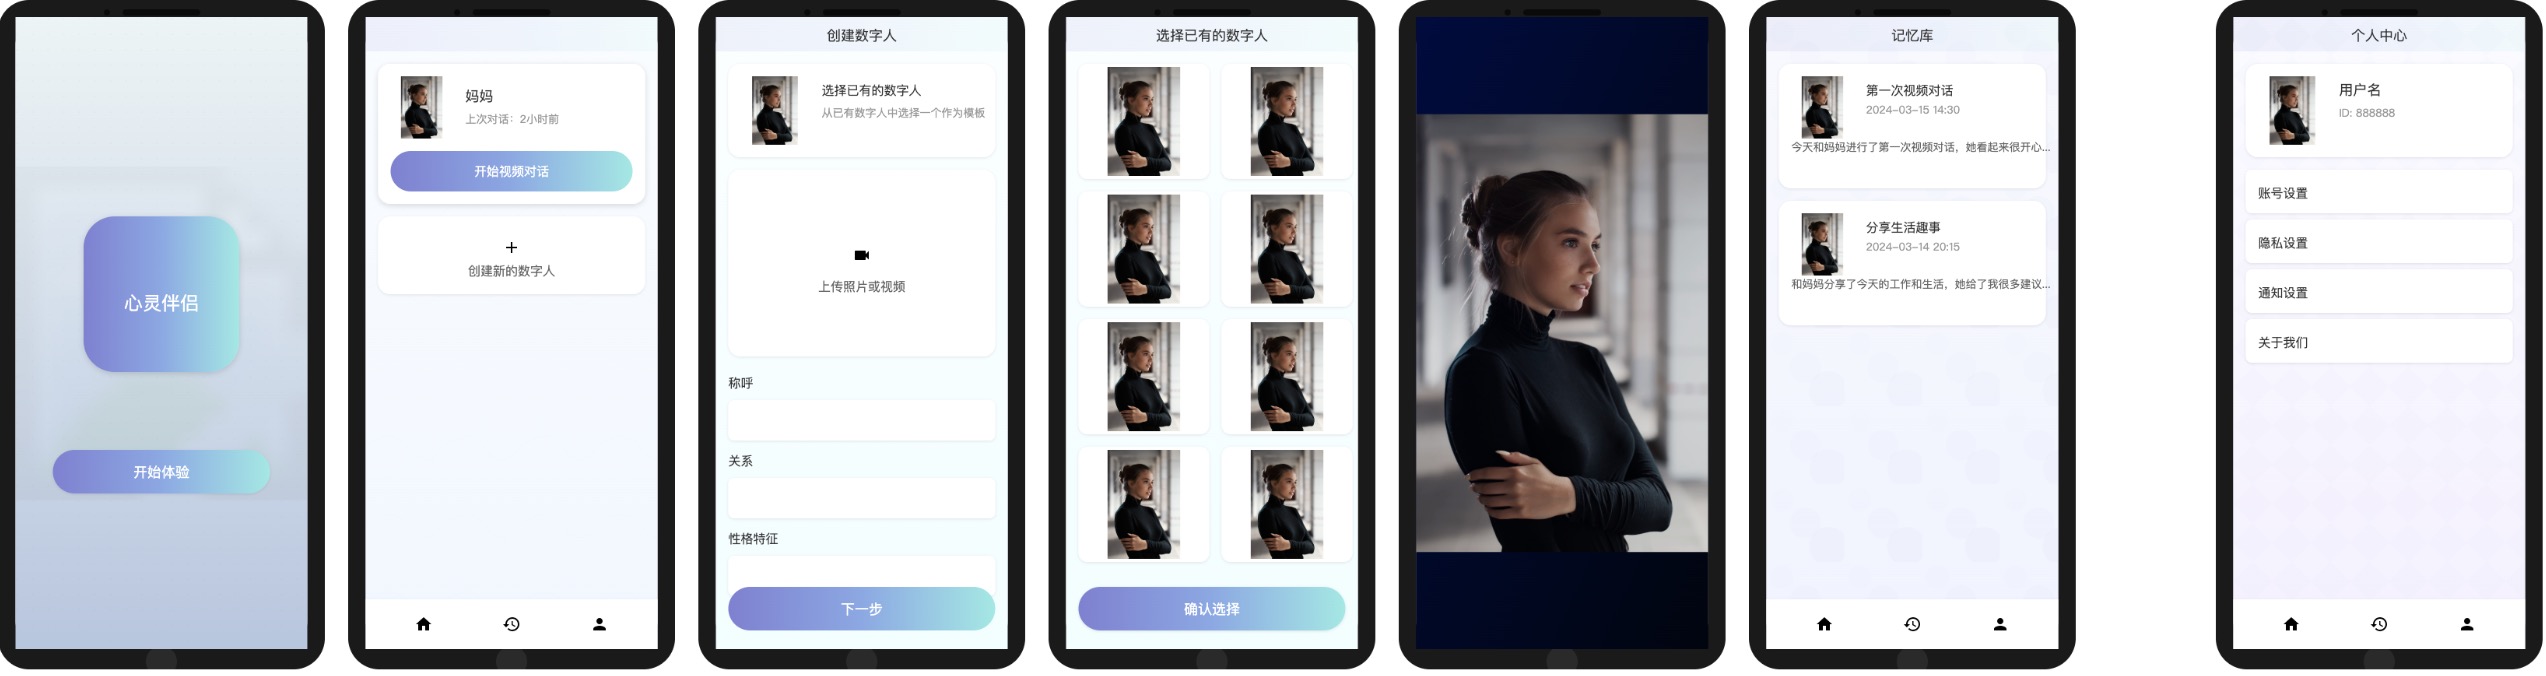 心灵伴侣
开始体验
妈妈
上次对话：2小时前
开始视频对话
创建新的数字人
创建数字人
选择已有的数字人
从已有数字人中选择一个作为模板
上传照片或视频
称呼
关系
性格特征
下一步
选择已有的数字人
确认选择
记忆库
第一次视频对话
2024-03-15 14:30
今天和妈妈进行了第一次视频对话，她看起来很开心...
分享生活趣事
2024-03-14 20:15
和妈妈分享了今天的工作和生活，她给了我很多建议...
个人中心
用户名
ID: 888888
账号设置
隐私设置
通知设置
关于我们